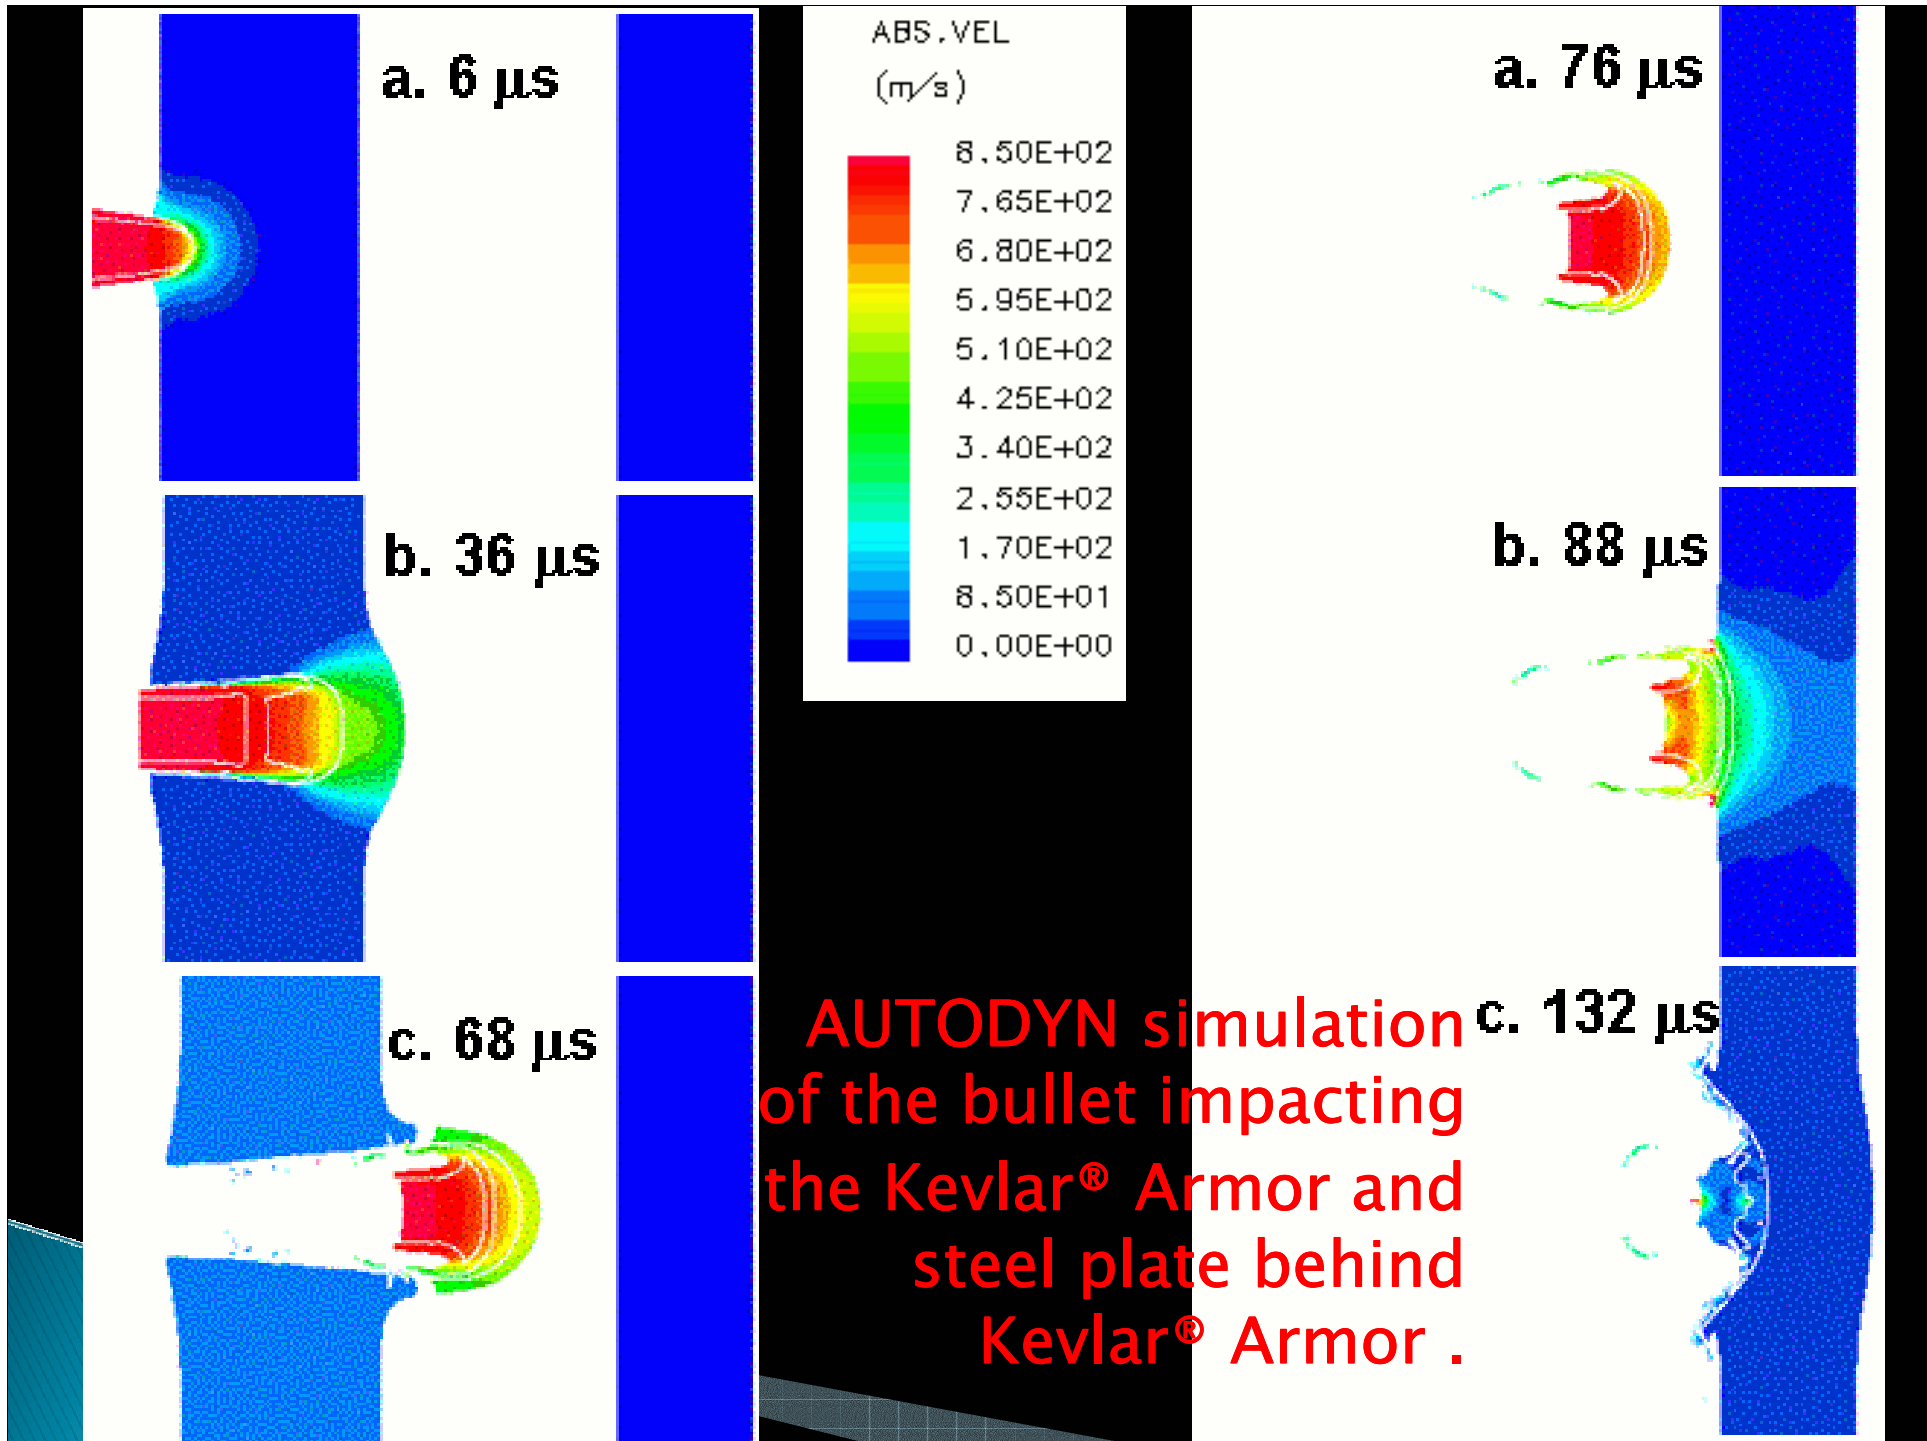 a. 6 μs
b. 36 μs
c. 68 μs
ABS.VEL
(m/s)
8.50E+02
7.65E+02
6.80E+02
5.95E+02
5.10E+02
4.25E+02
3.40E+02
2.55E+02
1.70E+02
8.50E+01
0.00E+00
a. 76 μs
b. 88 μs
c. 132 μs
AUTODYN simulation
of the bullet impacting
the Kevlar® Armor and
steel plate behind
Kevlar® Armor .